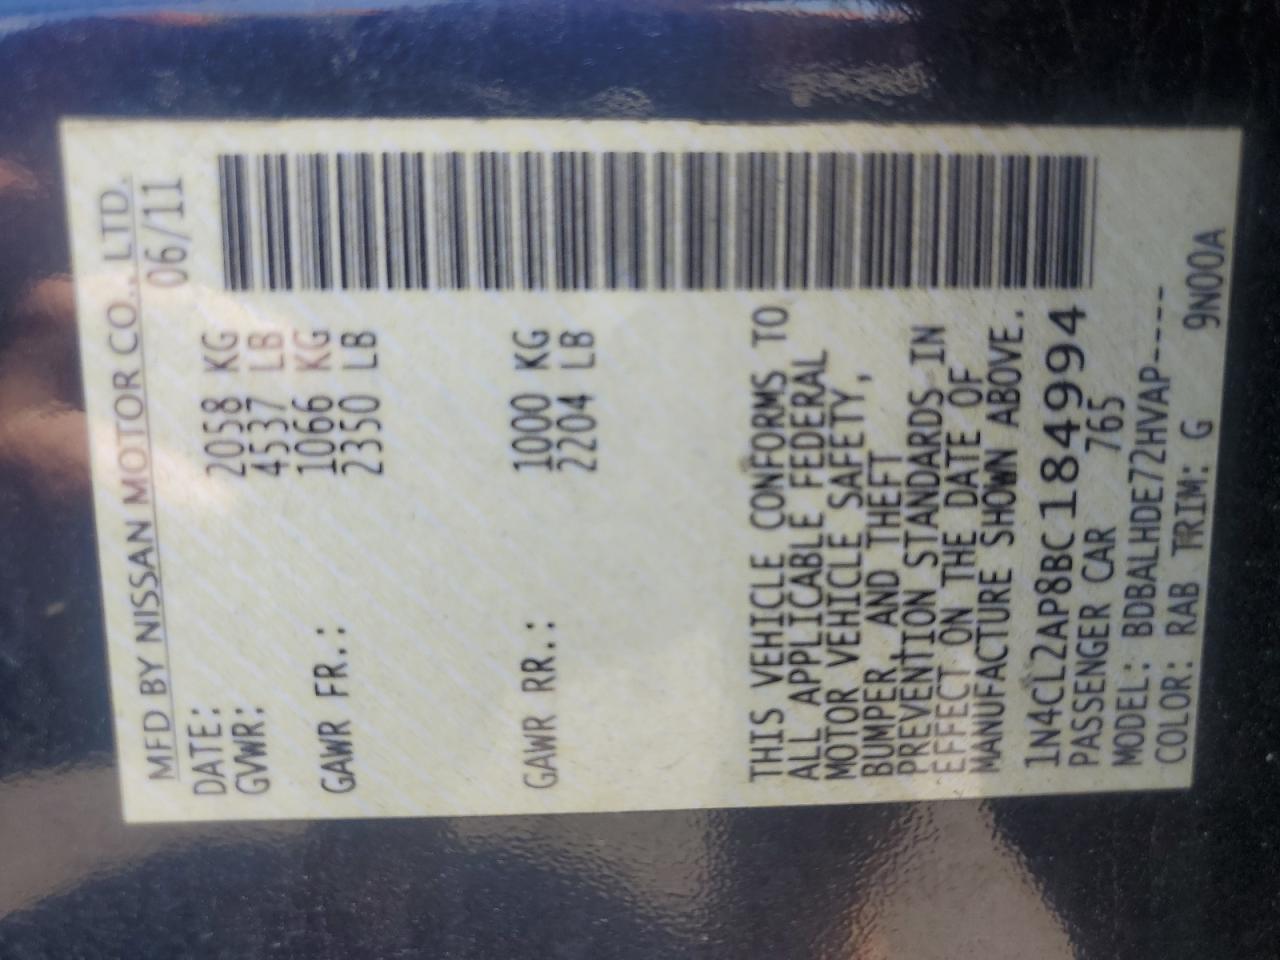 MFD BY NISSAN MOTOR CO., LTD.
DATE: 06/11
GVWR: 2058 KG
4537 LB
GAWR FR.: 1066 KG
2350 LB
GAWR RR.: 1000 KG
2204 LB
THIS VEHICLE CONFORMS TO
ALL APPLICABLE FEDERAL
MOTOR VEHICLE SAFETY,
BUMPER, AND THEFT
PREVENTION STANDARDS IN
EFFECT ON THE DATE OF
MANUFACTURE SHOWN ABOVE.
1N4CL2AP8BC184994
PASSENGER CAR 765
MODEL: BDBALHDE72HVAP----
COLOR: RAB TRIM: G 9N00A